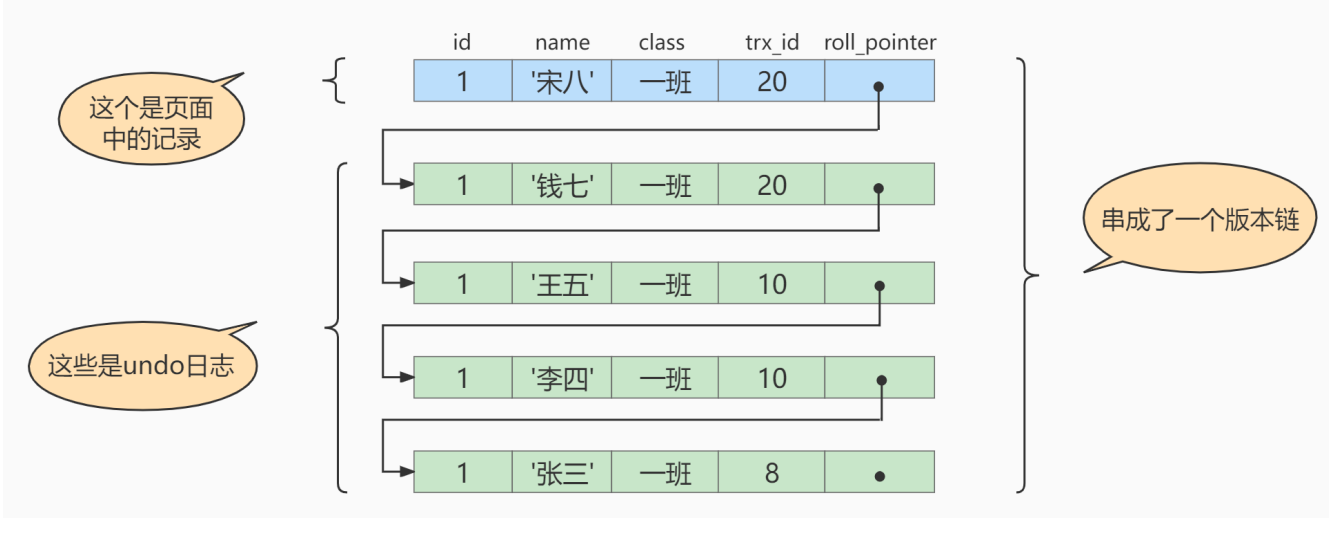 id name class trx_id roll_pointer
1 '宋八' 一班 20
这个是页面
中的记录
1 '钱七' 一班 20
串成了一个版本链
1 '王五' 一班 10
这些是undo日志
1 '李四' 一班 10
1 '张三' 一班 8